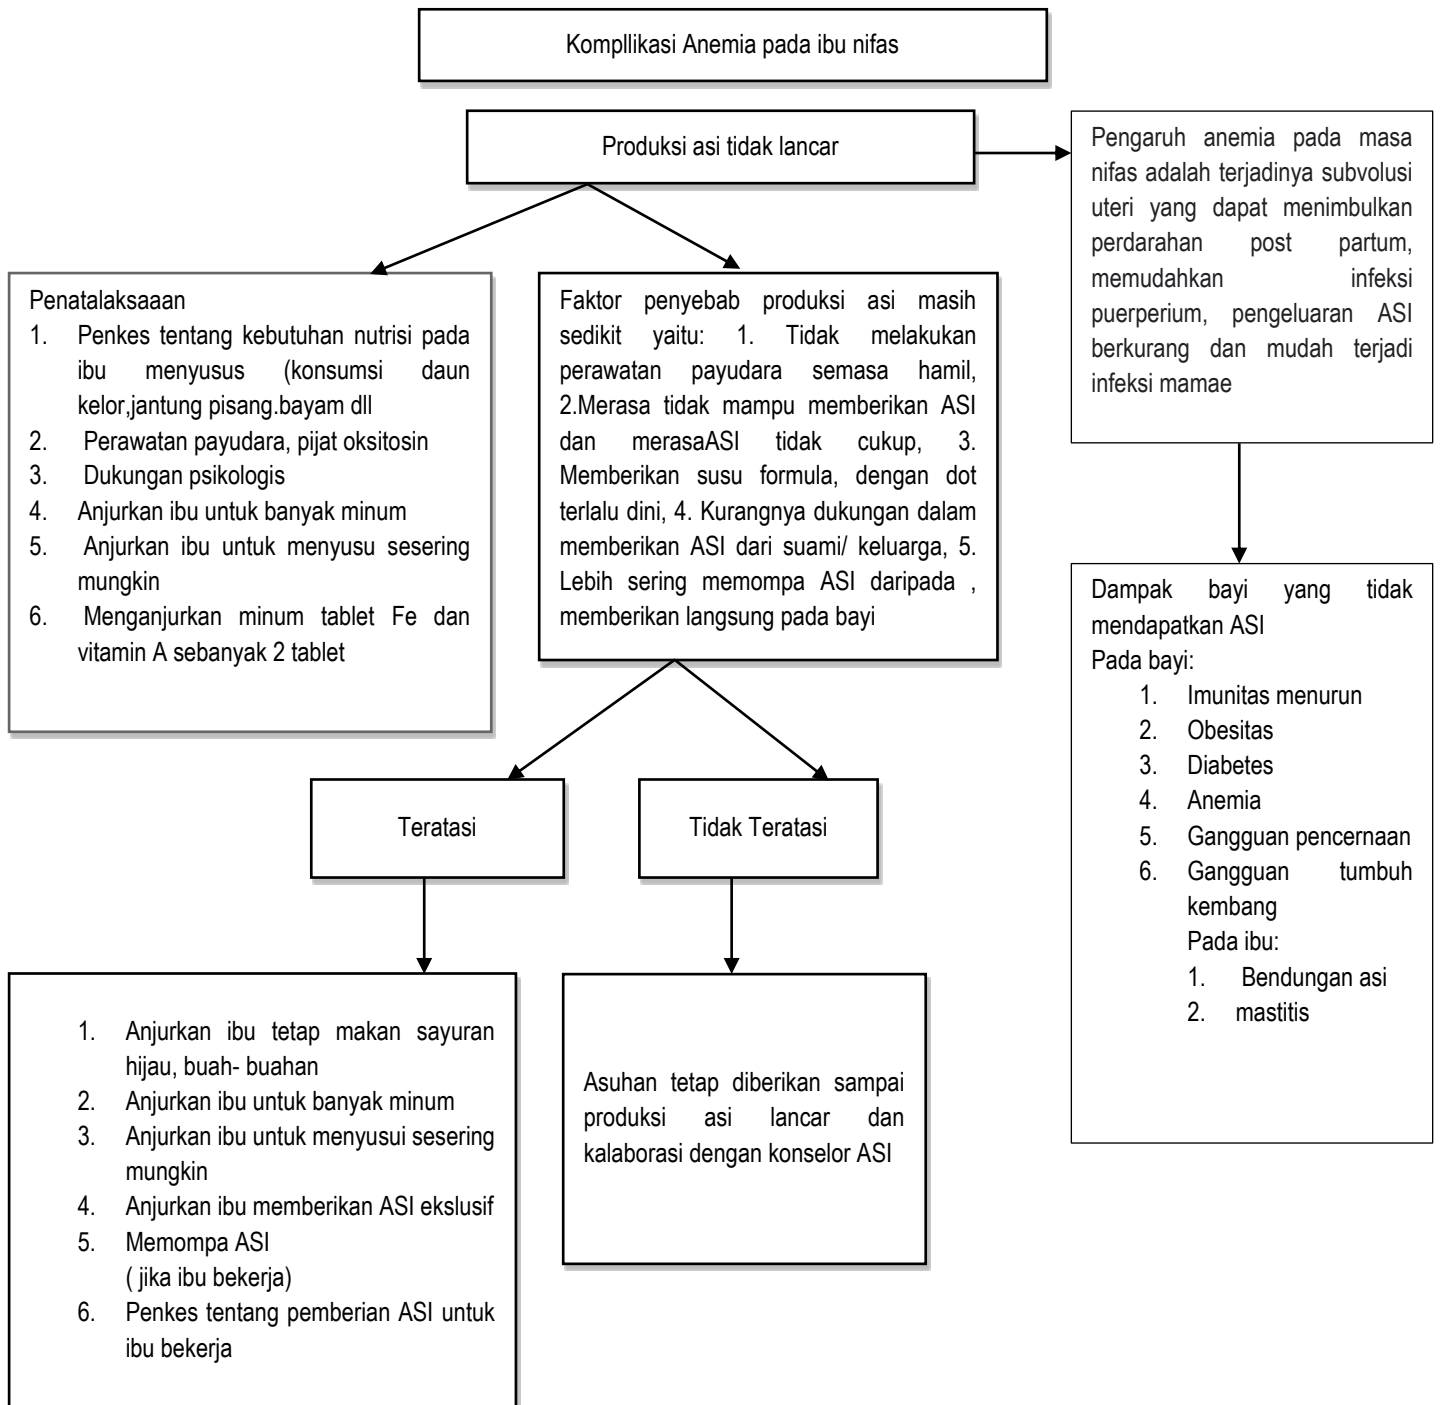 Kompllikasi Anemia pada ibu nifas
Produksi asi tidak lancar
Pengaruh anemia pada masa
nifas adalah terjadinya subvolusi
uteri yang dapat menimbulkan
perdarahan post partum,
memudahkan infeksi
puerperium, pengeluaran ASI
berkurang dan mudah terjadi
infeksi mamae
Penatalaksaaan
1. Penkes tentang kebutuhan nutrisi pada
ibu menyusus (konsumsi daun
kelor,jantung pisang.bayam dll
2. Perawatan payudara, pijat oksitosin
3. Dukungan psikologis
4. Anjurkan ibu untuk banyak minum
5. Anjurkan ibu untuk menyusu sesering
mungkin
6. Menganjurkan minum tablet Fe dan
vitamin A sebanyak 2 tablet
Faktor penyebab produksi asi masih
sedikit yaitu: 1. Tidak melakukan
perawatan payudara semasa hamil,
2.Merasa tidak mampu memberikan ASI
dan merasaASI tidak cukup, 3.
Memberikan susu formula, dengan dot
terlalu dini, 4. Kurangnya dukungan dalam
memberikan ASI dari suami/ keluarga, 5.
Lebih sering memompa ASI daripada ,
memberikan langsung pada bayi
Dampak bayi yang tidak
mendapatkan ASI
Pada bayi:
1. Imunitas menurun
2. Obesitas
3. Diabetes
4. Anemia
5. Gangguan pencernaan
6. Gangguan tumbuh
kembang
Pada ibu:
1. Bendungan asi
2. mastitis
Teratasi
Tidak Teratasi
1. Anjurkan ibu tetap makan sayuran
hijau, buah- buahan
2. Anjurkan ibu untuk banyak minum
3. Anjurkan ibu untuk menyusui sesering
mungkin
4. Anjurkan ibu memberikan ASI ekslusif
5. Memompa ASI
( jika ibu bekerja)
6. Penkes tentang pemberian ASI untuk
ibu bekerja
Asuhan tetap diberikan sampai
produksi asi lancar dan
kalaborasi dengan konselor ASI